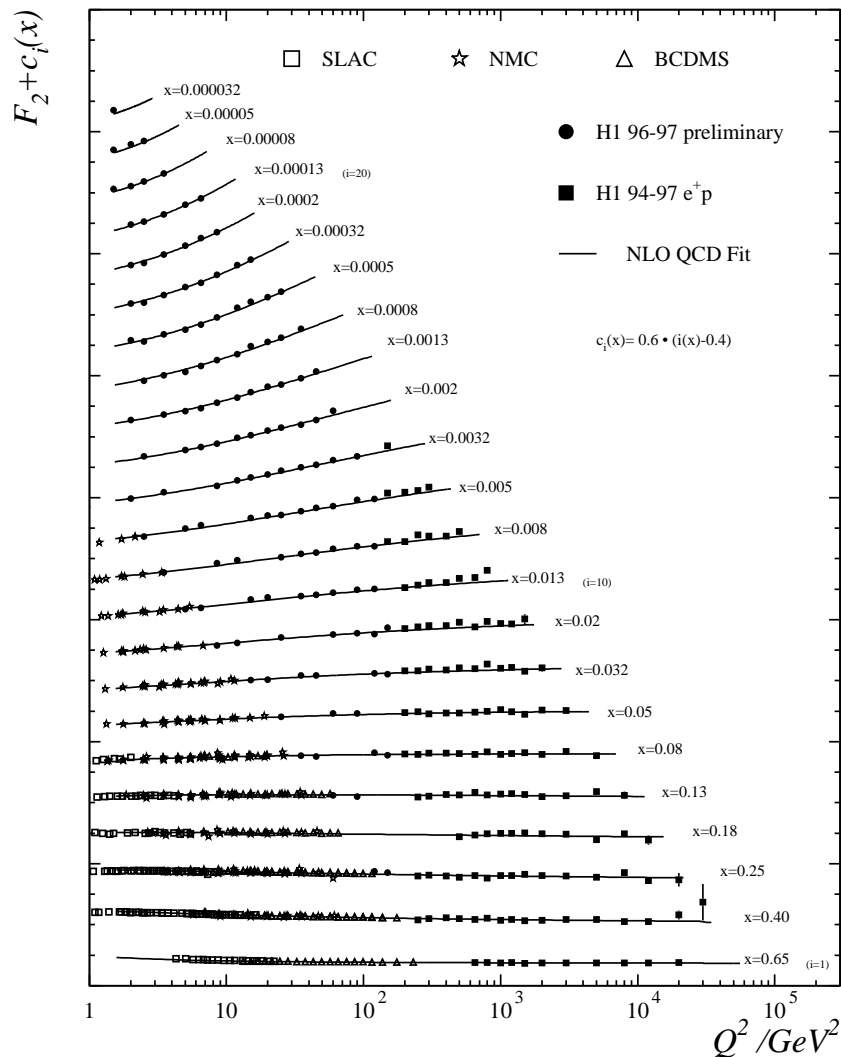 F2+ci(x)
SLAC NMC BCDMS
x=0.000032
x=0.00005
H1 96-97 preliminary
x=0.00008
x=0.00013 (i=20)
H1 94-97 e+p
x=0.0002
x=0.00032
NLO QCD Fit
x=0.0005
x=0.0008
ci(x)= 0.6 • (i(x)-0.4)
x=0.0013
x=0.002
x=0.0032
x=0.005
x=0.008
x=0.013 (i=10)
x=0.02
x=0.032
x=0.05
x=0.08
x=0.13
x=0.18
x=0.25
x=0.40
x=0.65 (i=1)
1 10 10^2 10^3 10^4 10^5
Q^2 /GeV^2